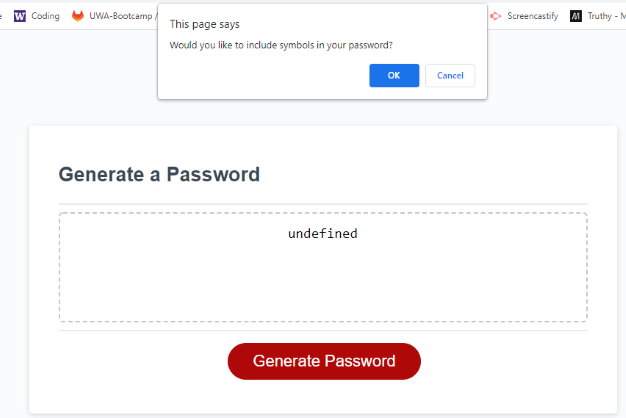 Coding
UWA-Bootcamp /
Screencastify
M Truthy - M
This page says
Would you like to include symbols in your password?
OK
Cancel
Generate a Password
undefined
Generate Password